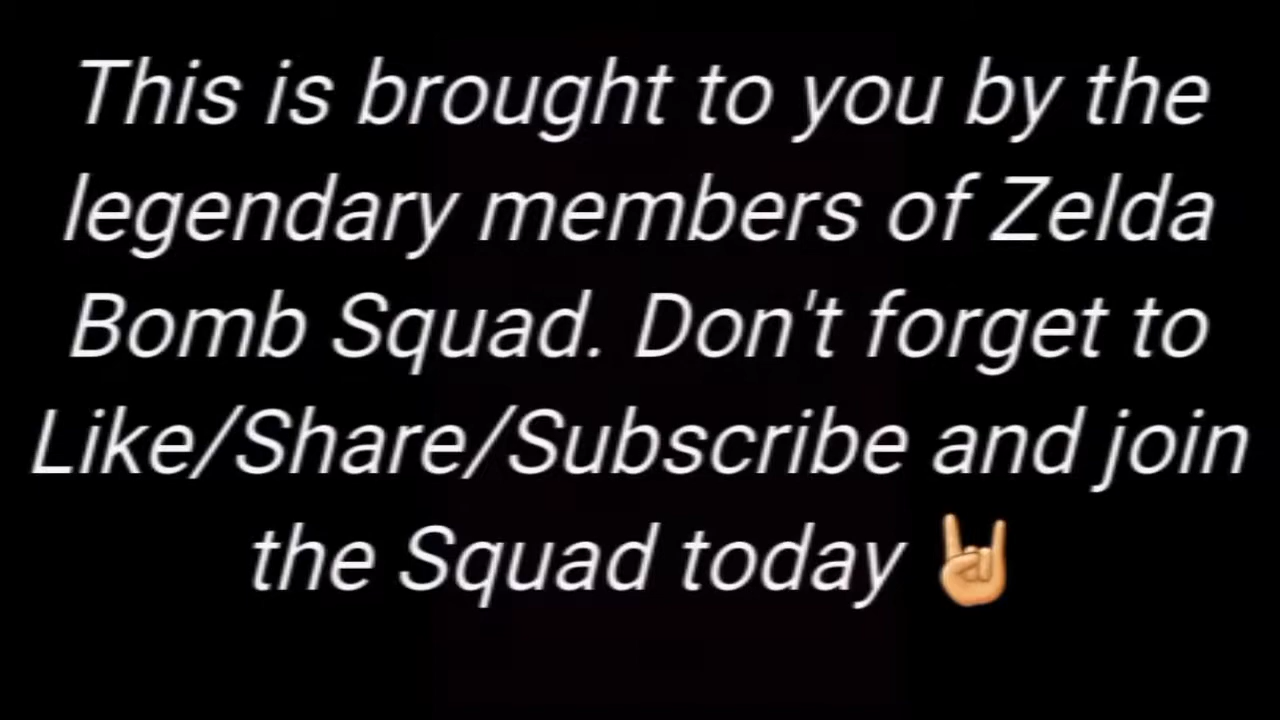 This is brought to you by the
legendary members of Zelda
Bomb Squad. Don't forget to
Like/Share/Subscribe and join
the Squad today 🤘